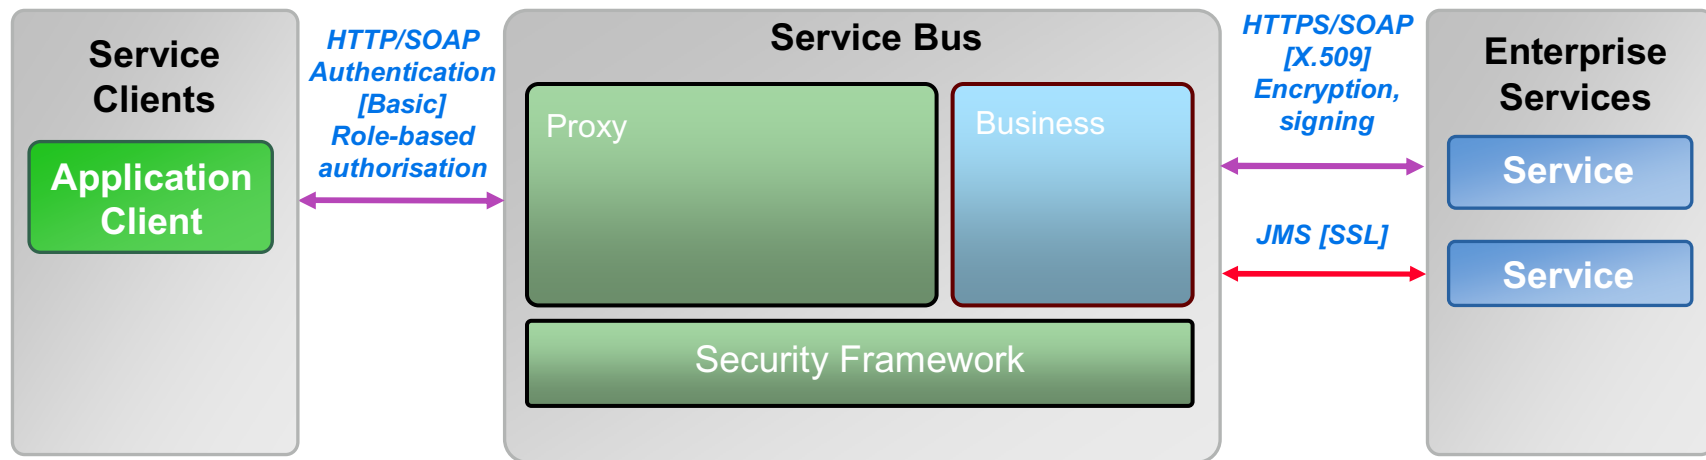 Service
Clients
Application
Client
HTTP/SOAP
Authentication
[Basic]
Role-based
authorisation
Service Bus
Proxy
Business
Security Framework
HTTPS/SOAP
[X.509]
Encryption,
signing
JMS [SSL]
Enterprise
Services
Service
Service